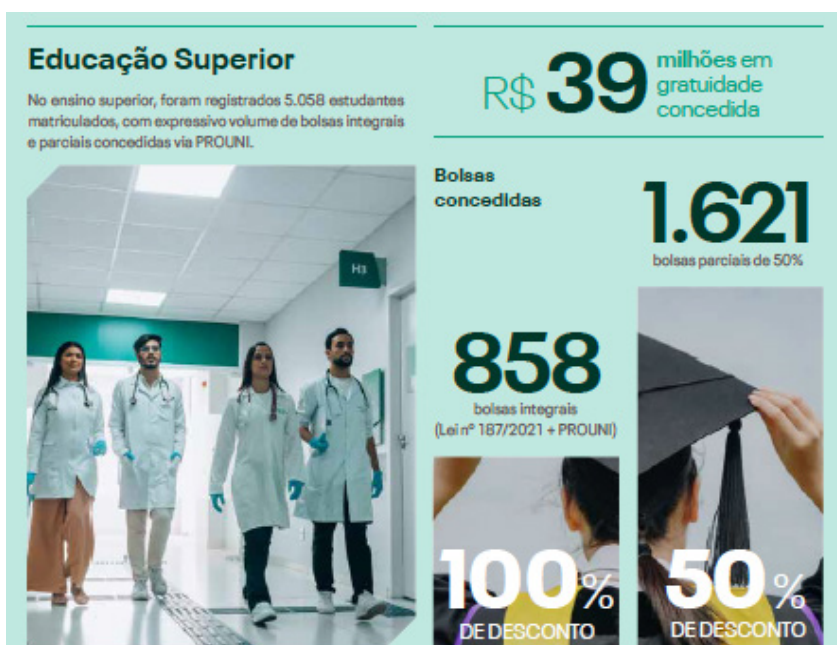 Educação Superior
No ensino superior, foram registrados 5.058 estudantes
matriculados, com expressivo volume de bolsas integrais
e parciais concedidas via PROUNI.
H3
R$ 39 milhões em
gratuidade
concedida
Bolsas
concedidas
1.621
bolsas parciais de 50%
858
bolsas integrais
(Lei nº 187/2021 + PROUNI)
100%
DE DESCONTO
50%
DE DESCONTO